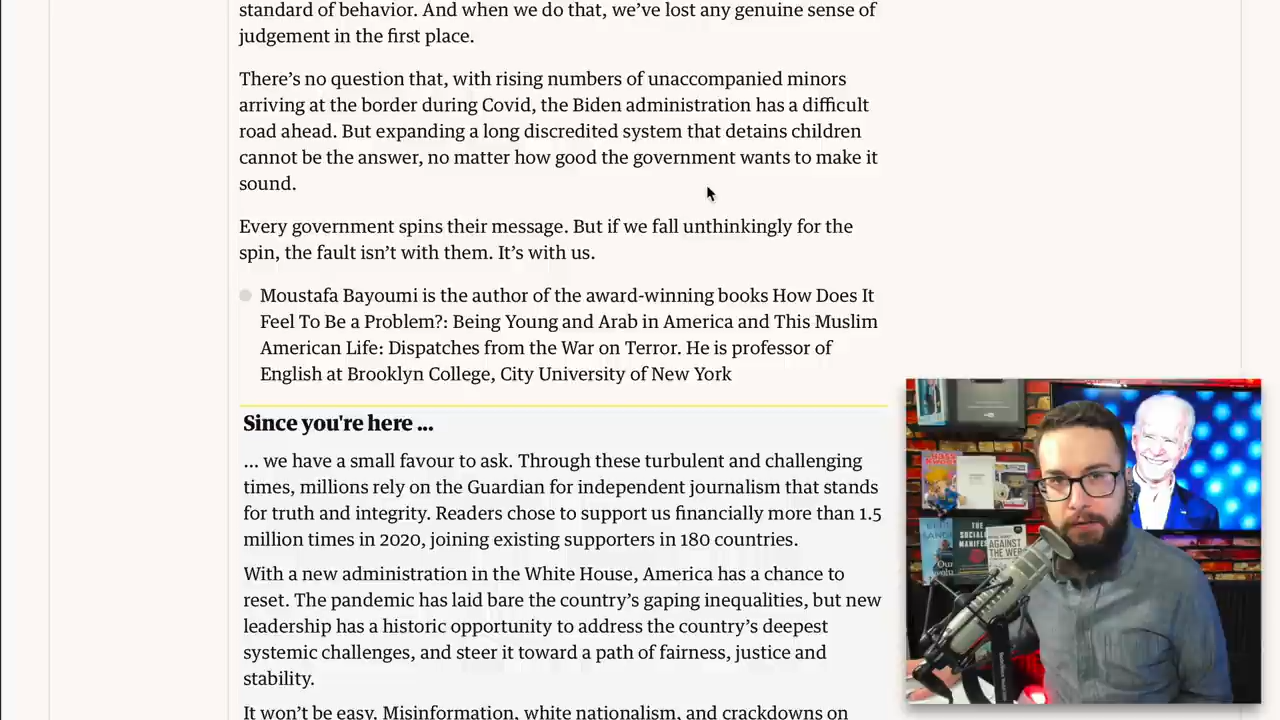 standard of behavior. And when we do that, we’ve lost any genuine sense of
judgement in the first place.
There’s no question that, with rising numbers of unaccompanied minors
arriving at the border during Covid, the Biden administration has a difficult
road ahead. But expanding a long discredited system that detains children
cannot be the answer, no matter how good the government wants to make it
sound.
Every government spins their message. But if we fall unthinkingly for the
spin, the fault isn’t with them. It’s with us.
Moustafa Bayoumi is the author of the award-winning books How Does It
Feel To Be a Problem?: Being Young and Arab in America and This Muslim
American Life: Dispatches from the War on Terror. He is professor of
English at Brooklyn College, City University of New York
Since you're here ...
... we have a small favour to ask. Through these turbulent and challenging
times, millions rely on the Guardian for independent journalism that stands
for truth and integrity. Readers chose to support us financially more than 1.5
million times in 2020, joining existing supporters in 180 countries.
With a new administration in the White House, America has a chance to
reset. The pandemic has laid bare the country’s gaping inequalities, but new
leadership has a historic opportunity to address the country’s deepest
systemic challenges, and steer it toward a path of fairness, justice and
stability.
It won’t be easy. Misinformation, white nationalism, and crackdowns on
THE
AGAINST
THE WEB
Our